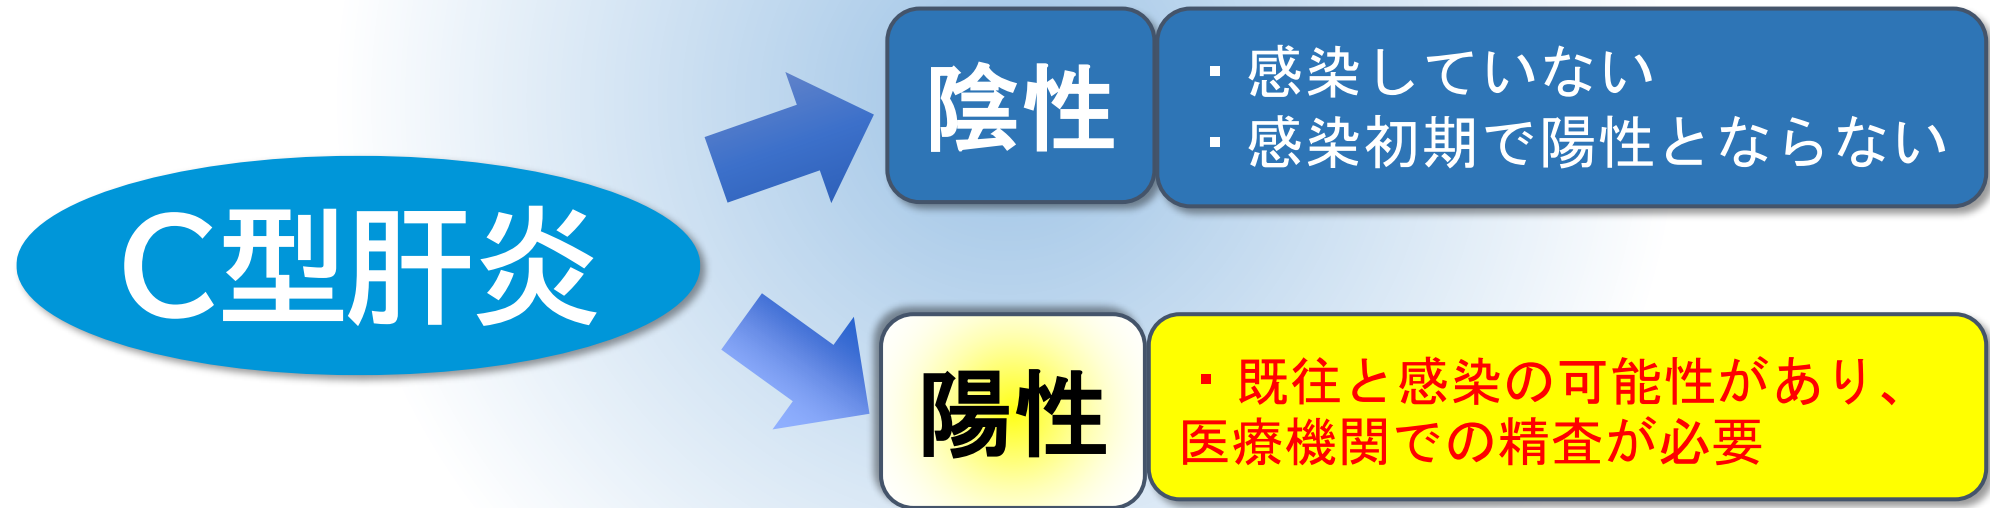 C型肝炎
陰性
・感染していない
・感染初期で陽性とならない
陽性
・既往と感染の可能性があり、
医療機関での精査が必要